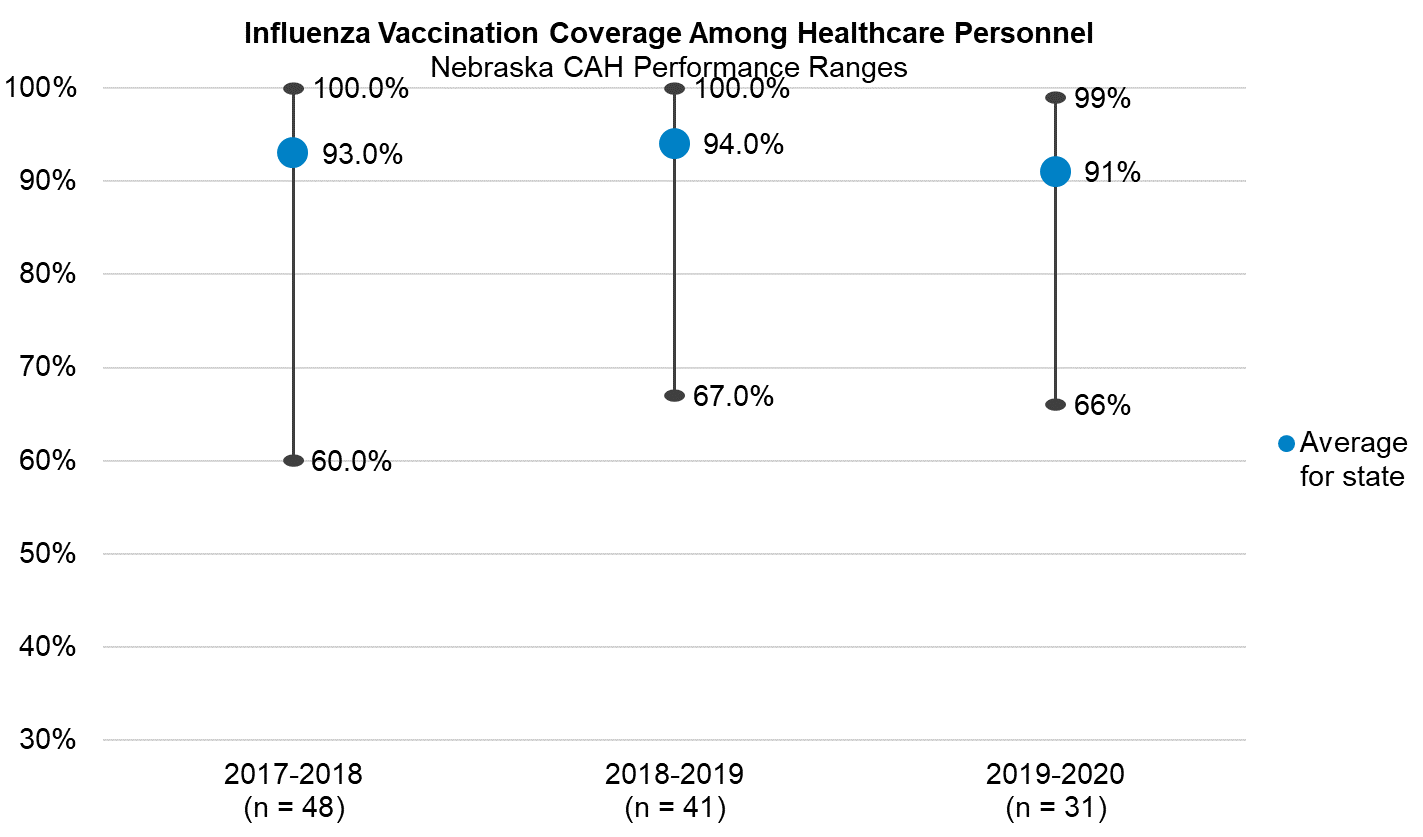 Influenza Vaccination Coverage Among Healthcare Personnel
Nebraska CAH Performance Ranges
100%
100.0%
100.0%
99%
93.0%
94.0%
91%
90%
80%
70%
67.0%
66%
60%
60.0%
Average
for state
50%
40%
30%
2017-2018
(n = 48)
2018-2019
(n = 41)
2019-2020
(n = 31)